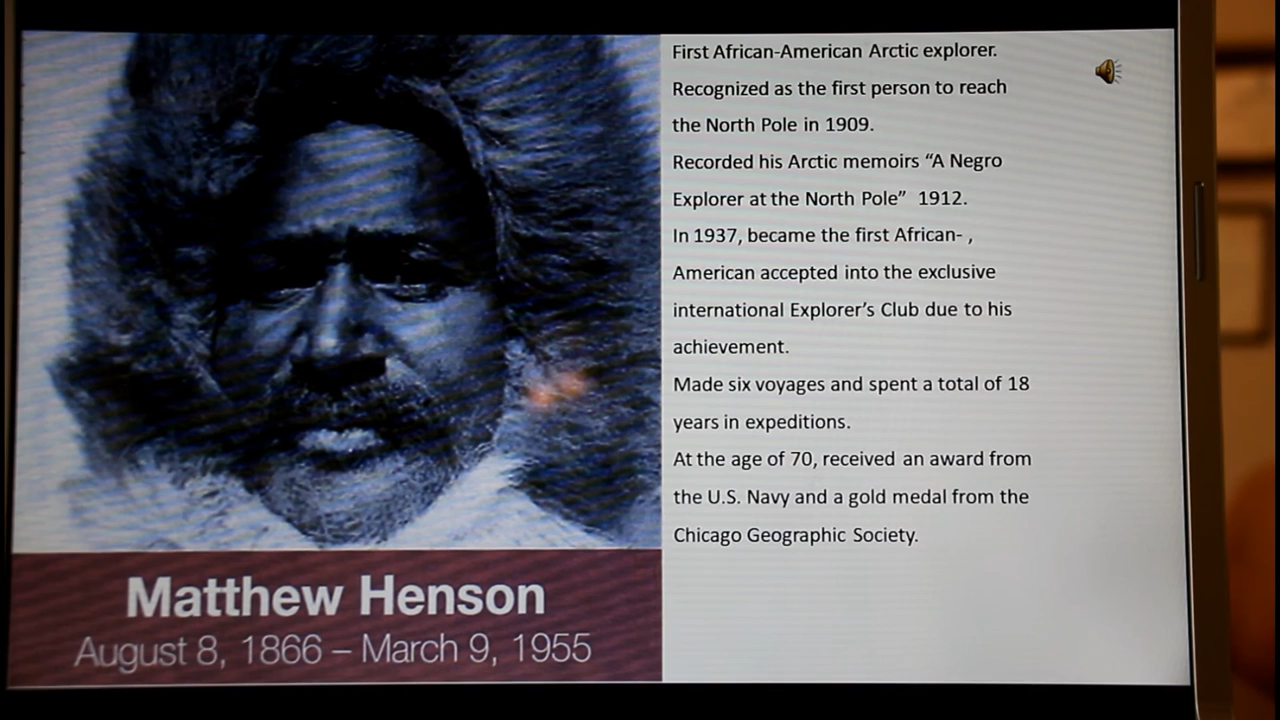 First African-American Arctic explorer.
Recognized as the first person to reach
the North Pole in 1909.
Recorded his Arctic memoirs “A Negro
Explorer at the North Pole”  1912.
In 1937, became the first African- ,
American accepted into the exclusive
international Explorer’s Club due to his
achievement.
Made six voyages and spent a total of 18
years in expeditions.
At the age of 70, received an award from
the U.S. Navy and a gold medal from the
Chicago Geographic Society.
Matthew Henson
August 8, 1866 – March 9, 1955